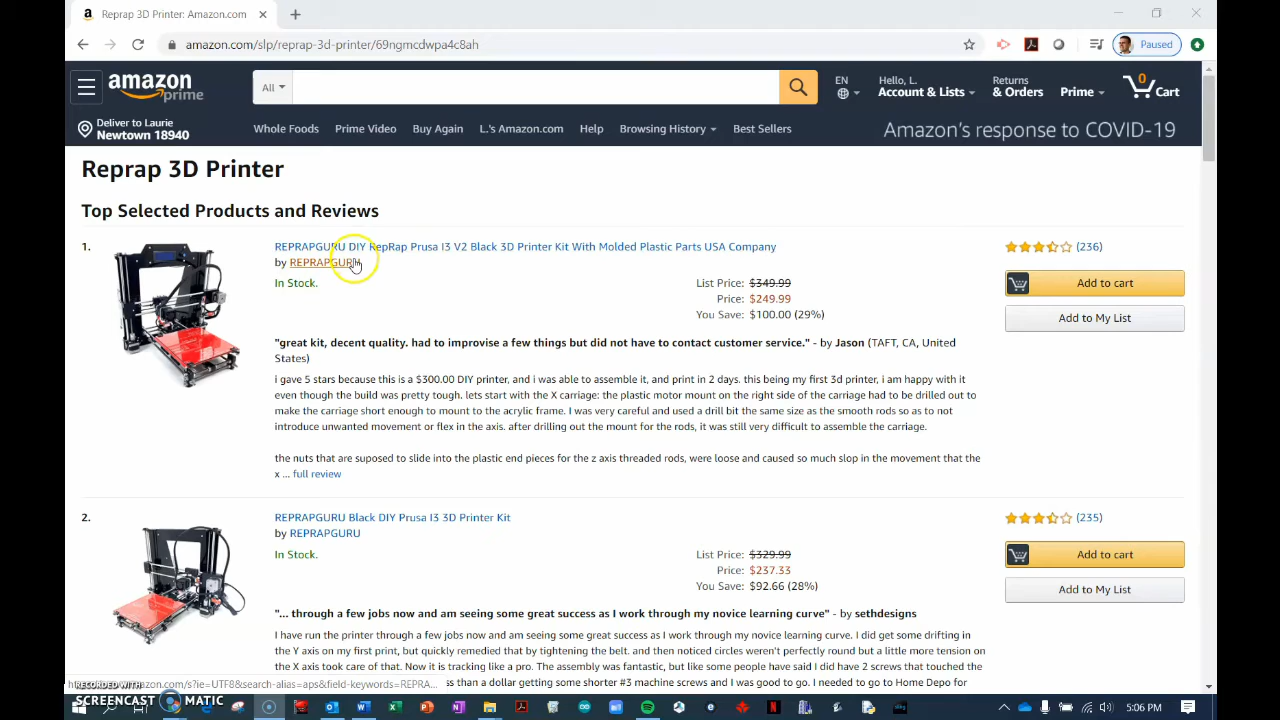 Reprap 3D Printer: Amazon.com
amazon.com/slp/reprap-3d-printer/69ngmcdwpa4c8ah
Paused
amazon prime
All
EN
Hello, L.
Account & Lists
Returns
& Orders
Prime
0
Cart
Deliver to Laurie
Newtown 18940
Whole Foods
Prime Video
Buy Again
L.'s Amazon.com
Help
Browsing History
Best Sellers
Amazon's response to COVID-19
Reprap 3D Printer
Top Selected Products and Reviews
1.
REPRAPGURU DIY RepRap Prusa I3 V2 Black 3D Printer Kit With Molded Plastic Parts USA Company
by REPRAPGURU
In Stock.
List Price: $349.99
Price: $249.99
You Save: $100.00 (29%)
(236)
Add to cart
Add to My List
"great kit, decent quality. had to improvise a few things but did not have to contact customer service." - by Jason (TAFT, CA, United
States)
i gave 5 stars because this is a $300.00 DIY printer, and i was able to assemble it, and print in 2 days. this being my first 3d printer, i am happy with it
even though the build was pretty tough. lets start with the X carriage: the plastic motor mount on the right side of the carriage had to be drilled out to
make the carriage short enough to mount to the acrylic frame. I was very careful and used a drill bit the same size as the smooth rods so as to not
introduce unwanted movement or flex in the axis. after drilling out the mount for the rods, it was still very difficult to assemble the carriage.
the nuts that are suposed to slide into the plastic end pieces for the z axis threaded rods, were loose and caused so much slop in the movement that the
x ... full review
2.
REPRAPGURU Black DIY Prusa I3 3D Printer Kit
by REPRAPGURU
In Stock.
List Price: $329.99
Price: $237.33
You Save: $92.66 (28%)
(235)
Add to cart
Add to My List
"... through a few jobs now and am seeing some great success as I work through my novice learning curve" - by sethdesigns
I have run the printer through a few jobs now and am seeing some great success as I work through my novice learning curve. I did get some drifting in
the Y axis on my first print, but quickly remedied that by tightening the belt. and then noticed circles weren't perfectly round but a little more tension on
the X axis took care of that. Now it is tracking like a pro. The assembly was fantastic, but like some people have said I did have 2 screws that touched the
less than a dollar getting some shorter #3 machine screws and I was good to go. I needed to go to Home Depo for
zon.com/s?ie=UTF8&search-alias=aps&field-keywords=REPRA...
RECORDED WITH
SCREENCAST MATIC
5:06 PM